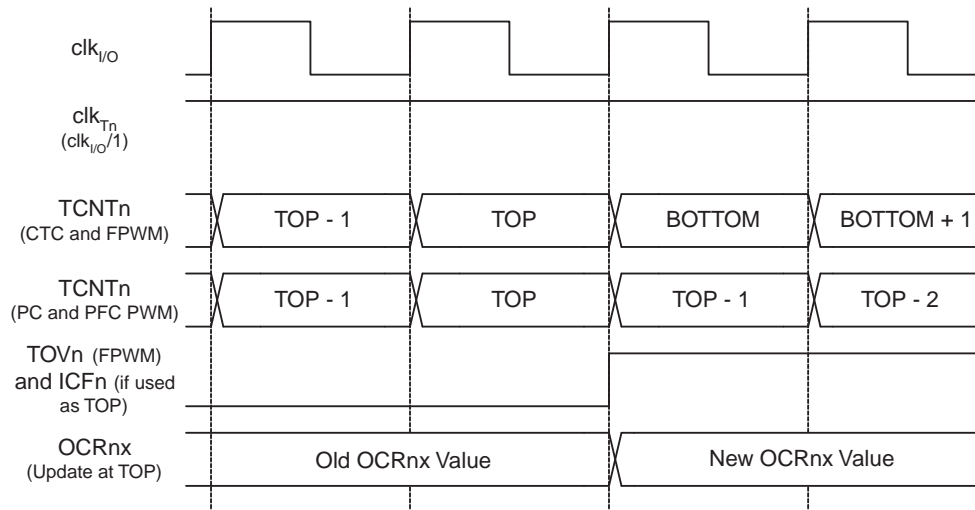 clkI/O
clkTn
(clkI/O/1)
TCNTn
(CTC and FPWM)
TOP - 1
TOP
BOTTOM
BOTTOM + 1
TCNTn
(PC and PFC PWM)
TOP - 1
TOP
TOP - 1
TOP - 2
TOVn (FPWM)
and ICFn (if used
as TOP)
OCRnx
(Update at TOP)
Old OCRnx Value
New OCRnx Value